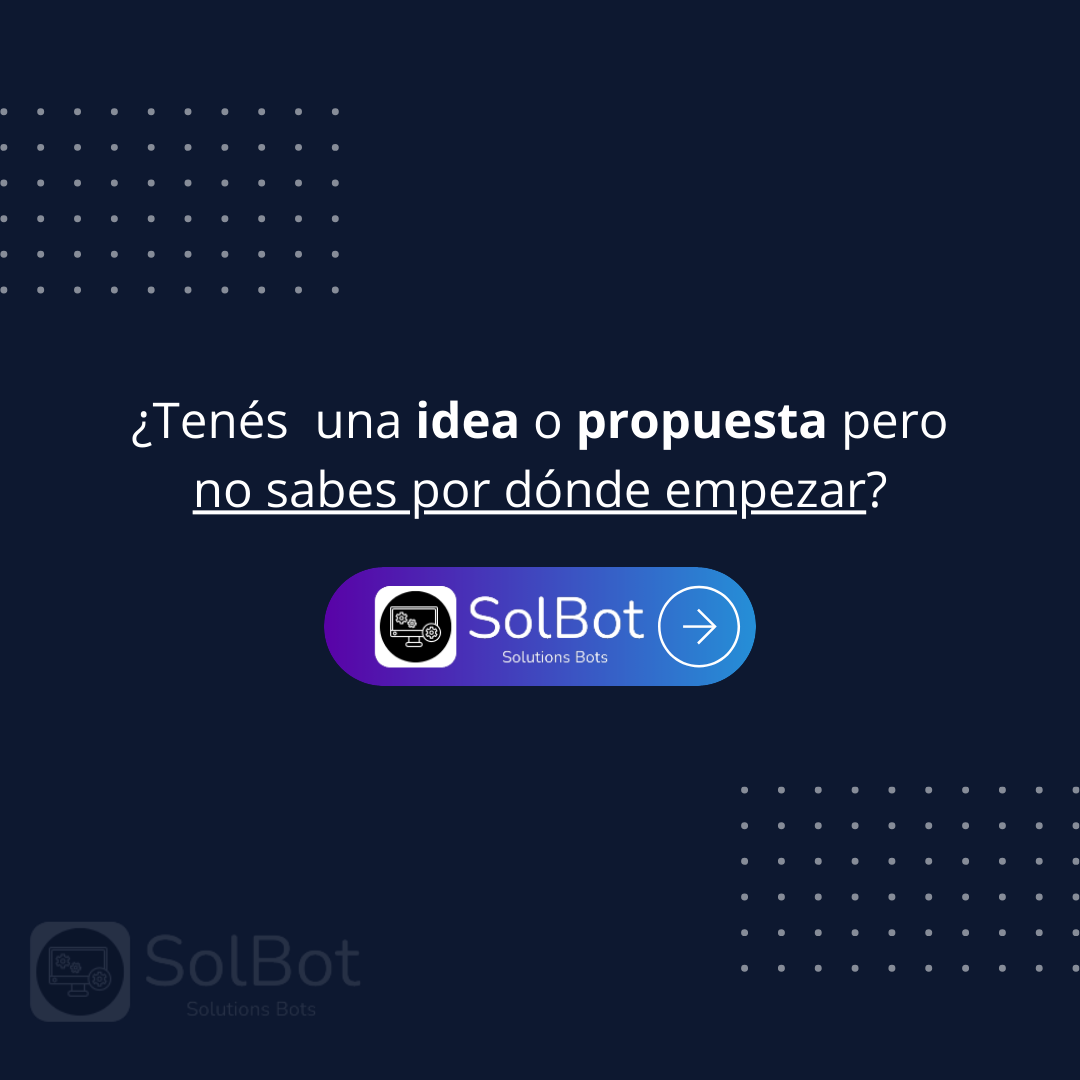 ¿Tenés una idea o propuesta pero
no sabes por dónde empezar?
SolBot
Solutions Bots
SolBot
Solutions Bots